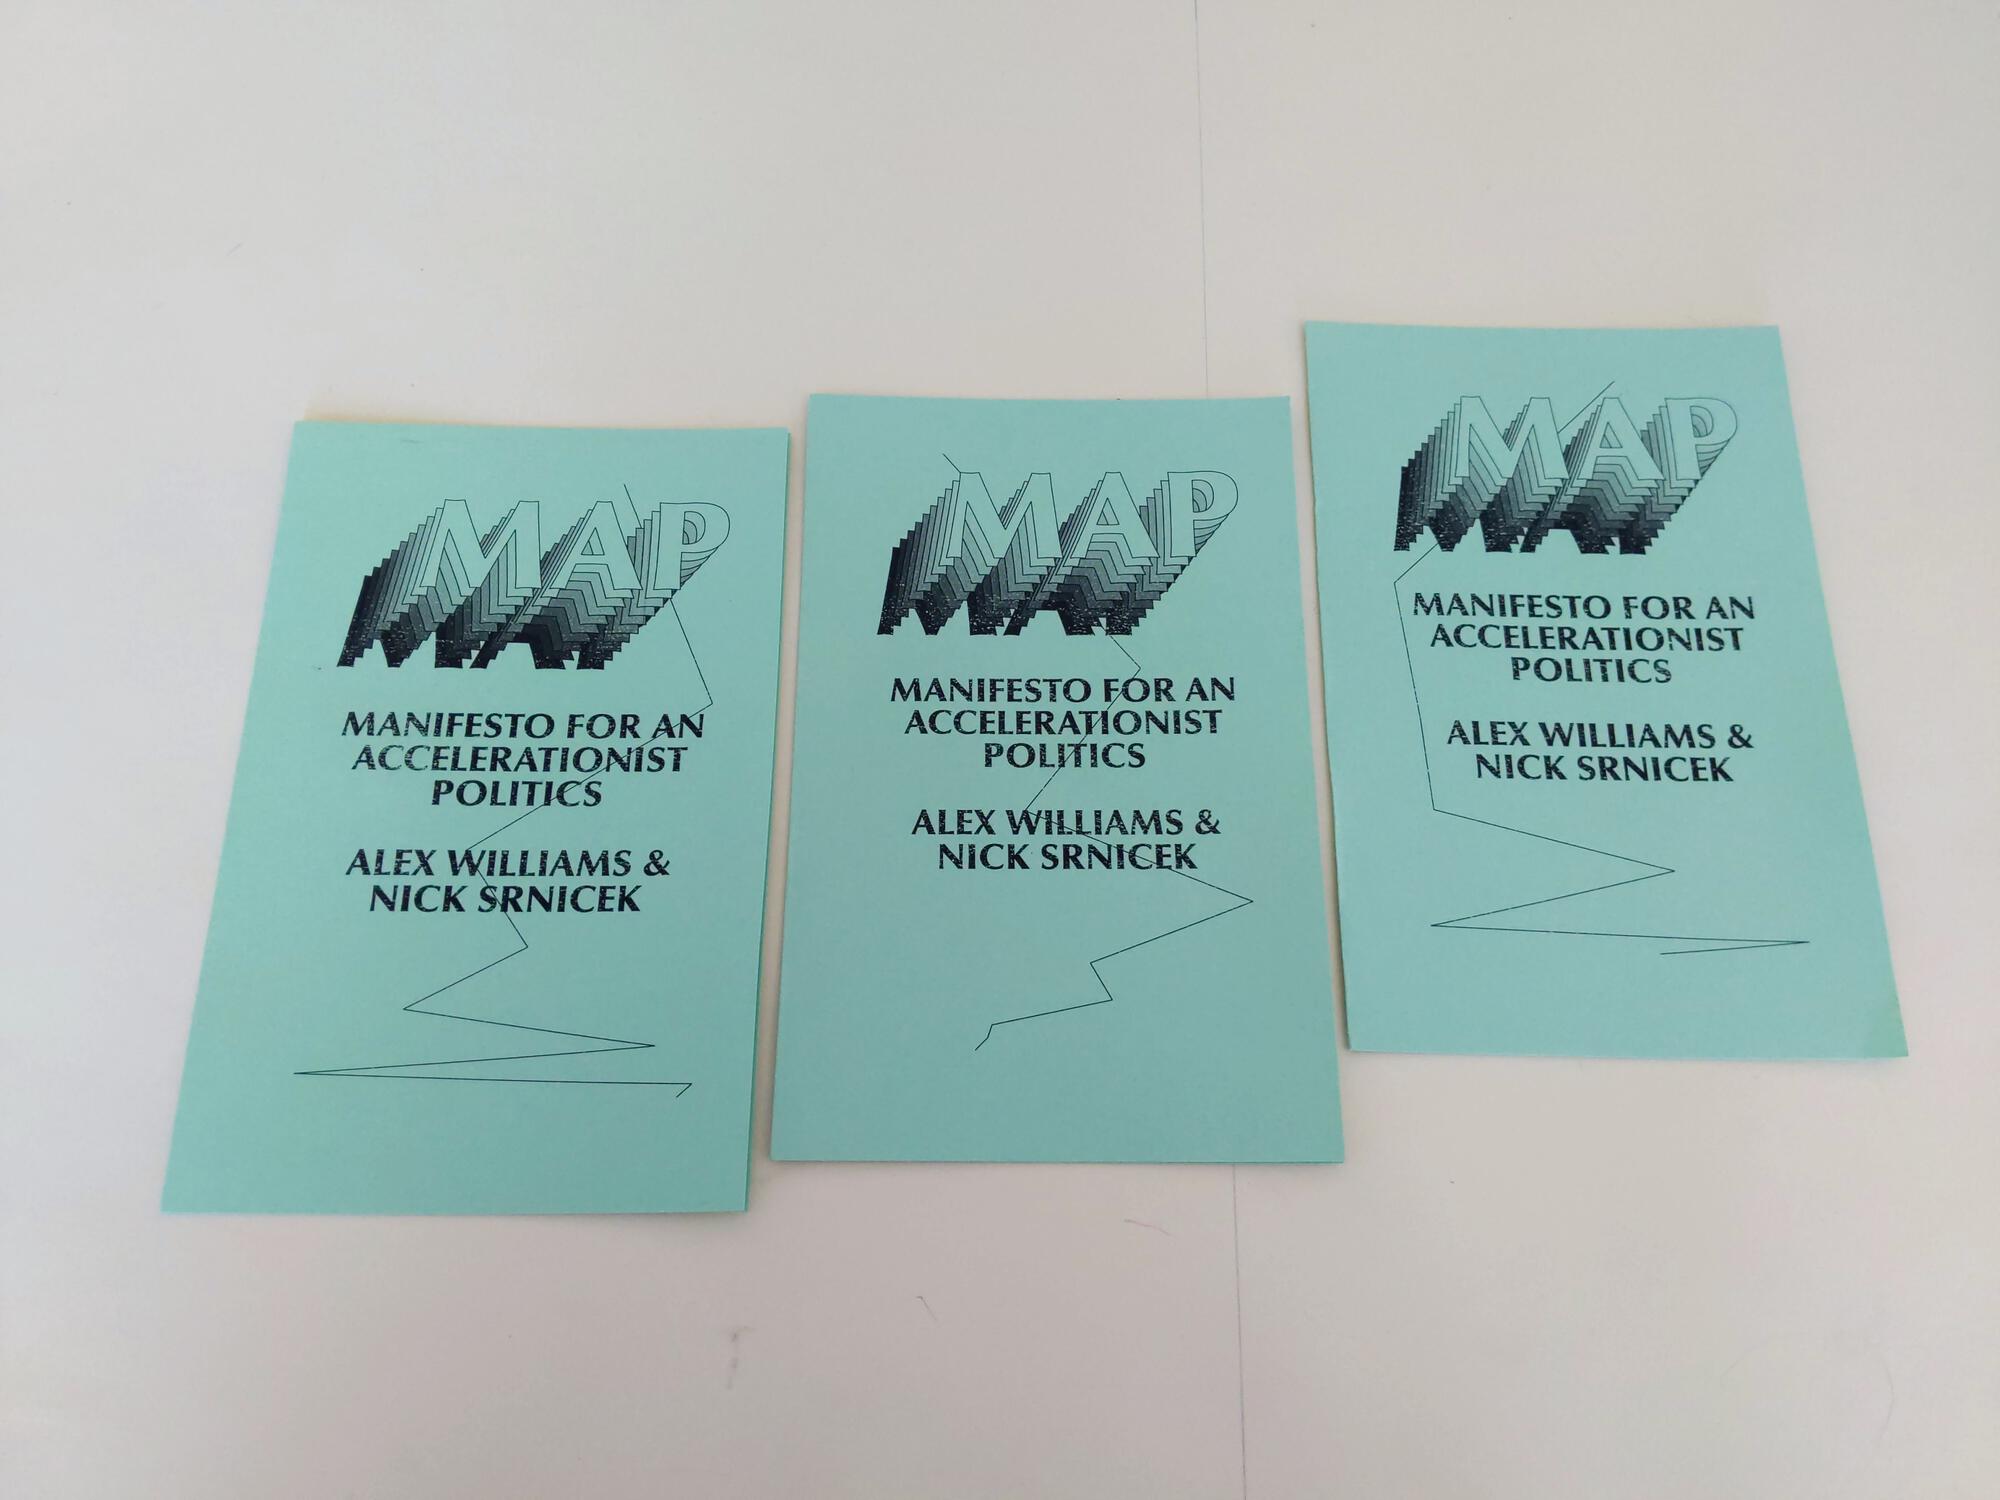 MAP
MANIFESTO FOR AN
ACCELERATIONIST
POLITICS
ALEX WILLIAMS &
NICK SRNICEK
MAP
MANIFESTO FOR AN
ACCELERATIONIST
POLITICS
ALEX WILLIAMS &
NICK SRNICEK
MAP
MANIFESTO FOR AN
ACCELERATIONIST
POLITICS
ALEX WILLIAMS &
NICK SRNICEK